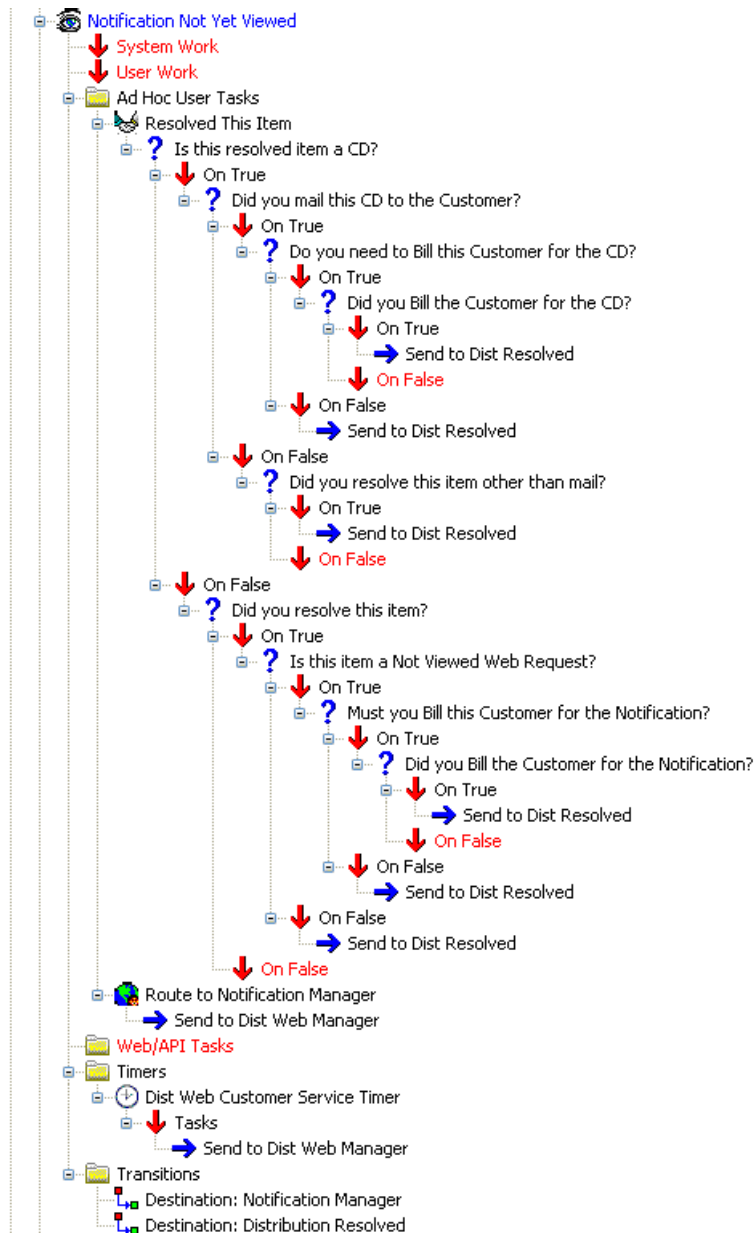 Notification Not Yet Viewed
System Work
User Work
Ad Hoc User Tasks
Resolved This Item
? Is this resolved item a CD?
On True
? Did you mail this CD to the Customer?
On True
? Do you need to Bill this Customer for the CD?
On True
? Did you Bill the Customer for the CD?
On True
Send to Dist Resolved
On False
On False
Send to Dist Resolved
On False
? Did you resolve this item other than mail?
On True
Send to Dist Resolved
On False
On False
? Did you resolve this item?
On True
? Is this item a Not Viewed Web Request?
On True
? Must you Bill this Customer for the Notification?
On True
? Did you Bill the Customer for the Notification?
On True
Send to Dist Resolved
On False
On False
Send to Dist Resolved
On False
Send to Dist Resolved
On False
Route to Notification Manager
Send to Dist Web Manager
Web/API Tasks
Timers
Dist Web Customer Service Timer
Tasks
Send to Dist Web Manager
Transitions
Destination: Notification Manager
Destination: Distribution Resolved